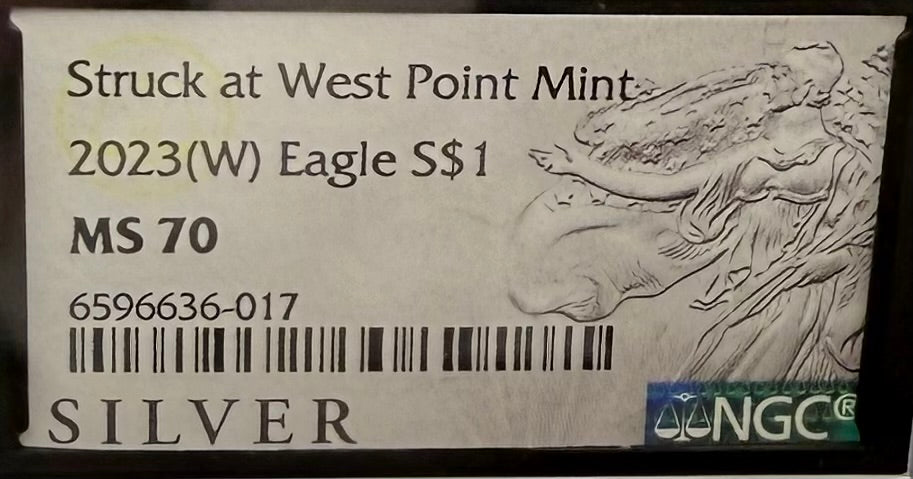 Struck at West Point Mint
2023(W) Eagle S$1
MS 70
6596636-017
SILVER
NGC®